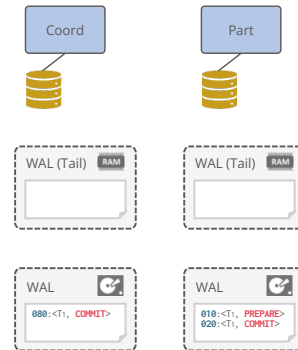 Coord
Part
WAL (Tail) RAM
WAL (Tail) RAM
WAL
WAL
080:<T1, COMMIT>
010:<T1, PREPARE>
020:<T1, COMMIT>